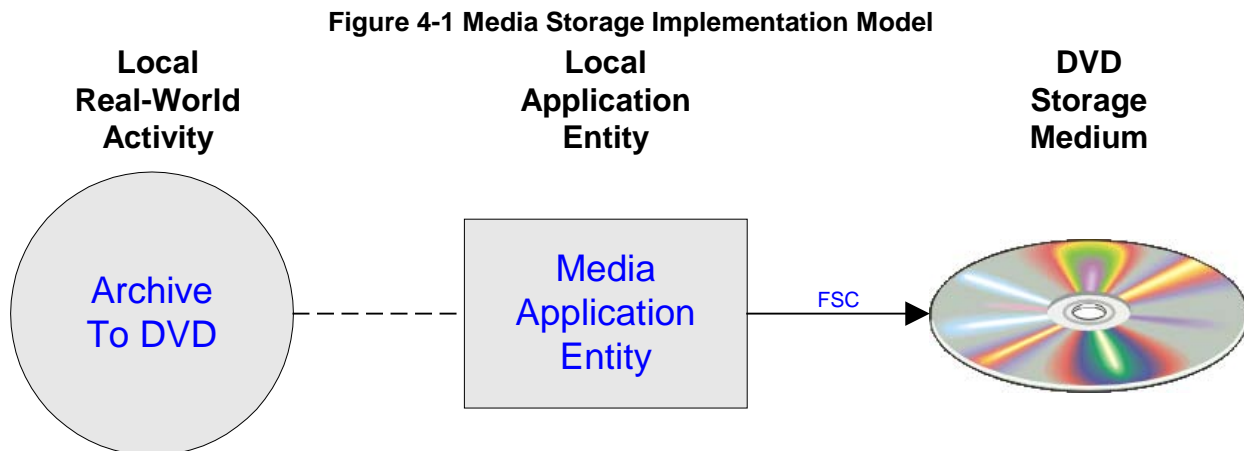 Figure 4-1 Media Storage Implementation Model
Local
Real-World
Activity
Local
Application
Entity
DVD
Storage
Medium
Archive
To DVD
Media
Application
Entity
FSC